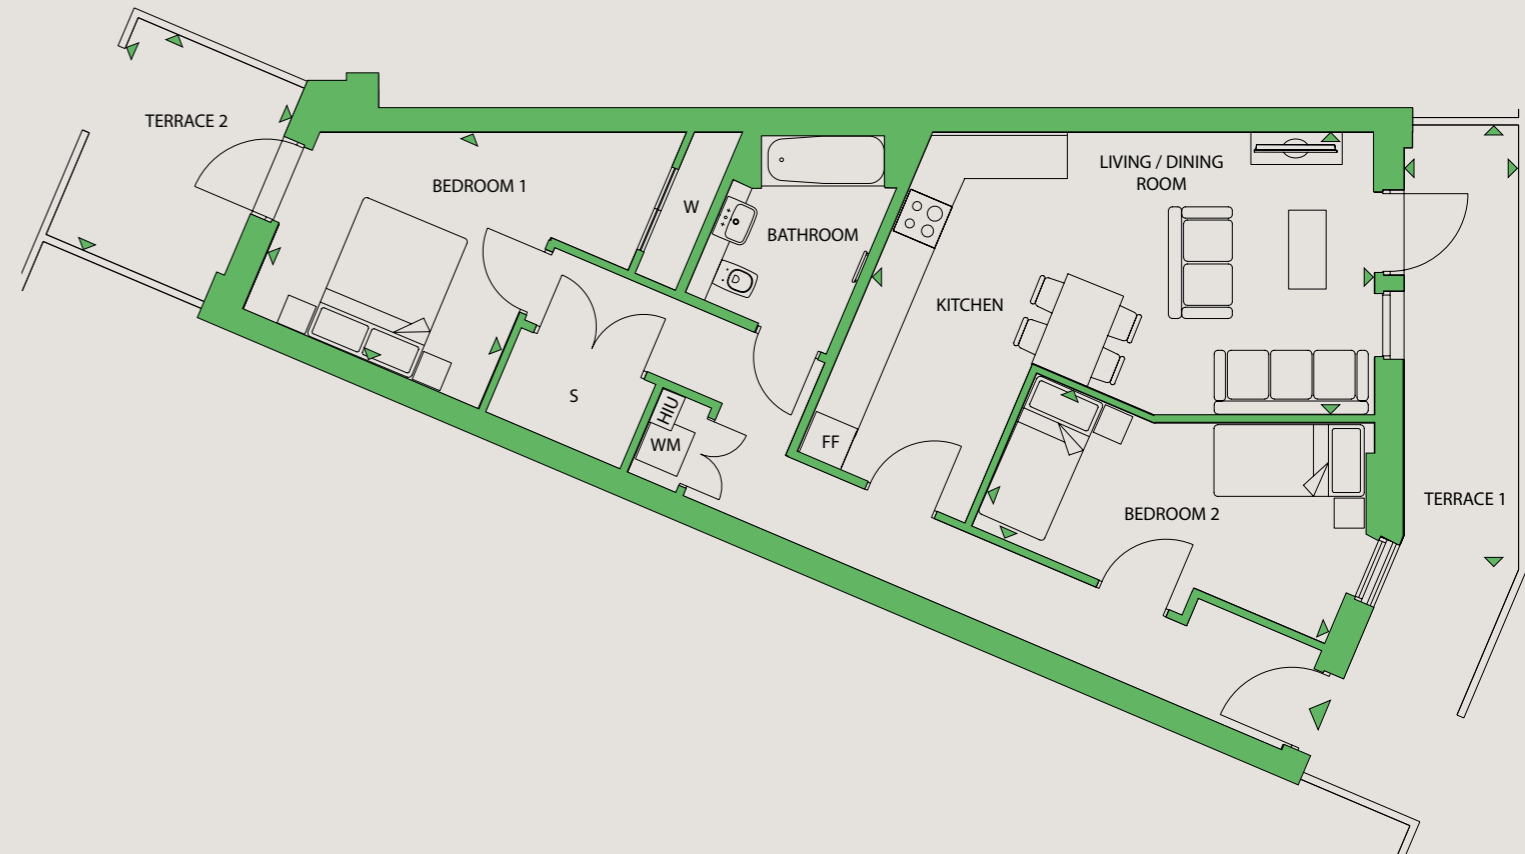 TERRACE 2
BEDROOM 1
W
BATHROOM
LIVING / DINING
ROOM
KITCHEN
S
HIU
WM
FF
BEDROOM 2
TERRACE 1